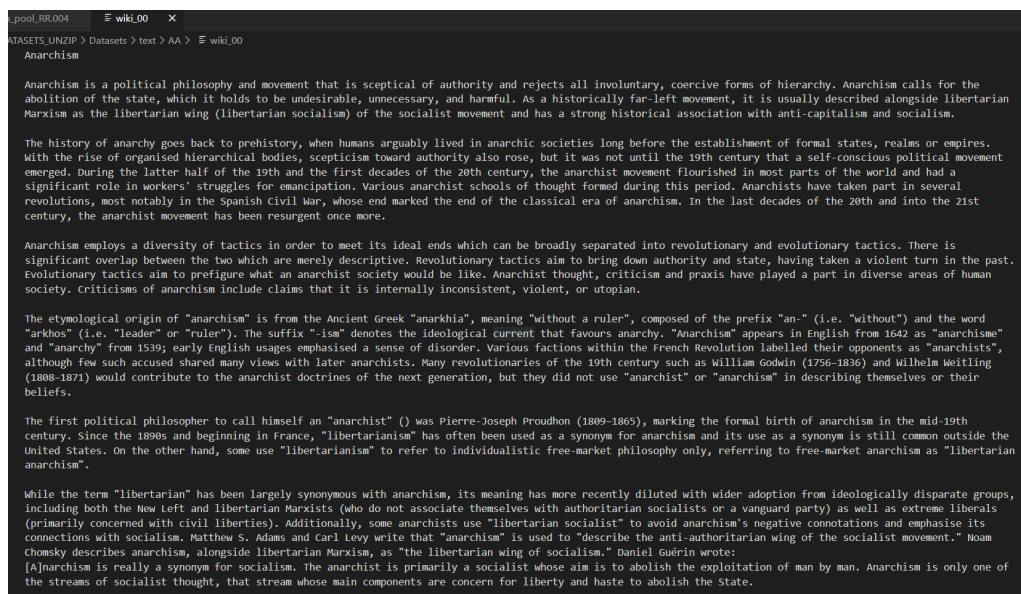 _pool_RR.004 wiki_00 ×
ATASETS_UNZIP > Datasets > text > AA > wiki_00
Anarchism
Anarchism is a political philosophy and movement that is sceptical of authority and rejects all involuntary, coercive forms of hierarchy. Anarchism calls for the
abolition of the state, which it holds to be undesirable, unnecessary, and harmful. As a historically far-left movement, it is usually described alongside libertarian
Marxism as the libertarian wing (libertarian socialism) of the socialist movement and has a strong historical association with anti-capitalism and socialism.
The history of anarchy goes back to prehistory, when humans arguably lived in anarchic societies long before the establishment of formal states, realms or empires.
With the rise of organised hierarchical bodies, scepticism toward authority also rose, but it was not until the 19th century that a self-conscious political movement
emerged. During the latter half of the 19th and the first decades of the 20th century, the anarchist movement flourished in most parts of the world and had a
significant role in workers' struggles for emancipation. Various anarchist schools of thought formed during this period. Anarchists have taken part in several
revolutions, most notably in the Spanish Civil War, whose end marked the end of the classical era of anarchism. In the last decades of the 20th and into the 21st
century, the anarchist movement has been resurgent once more.
Anarchism employs a diversity of tactics in order to meet its ideal ends which can be broadly separated into revolutionary and evolutionary tactics. There is
significant overlap between the two which are merely descriptive. Revolutionary tactics aim to bring down authority and state, having taken a violent turn in the past.
Evolutionary tactics aim to prefigure what an anarchist society would be like. Anarchist thought, criticism and praxis have played a part in diverse areas of human
society. Criticisms of anarchism include claims that it is internally inconsistent, violent, or utopian.
The etymological origin of "anarchism" is from the Ancient Greek "anarkhia", meaning "without a ruler", composed of the prefix "an-" (i.e. "without") and the word
"arkhos" (i.e. "leader" or "ruler"). The suffix "-ism" denotes the ideological current that favours anarchy. "Anarchism" appears in English from 1642 as "anarchisme"
and "anarchy" from 1539; early English usages emphasised a sense of disorder. Various factions within the French Revolution labelled their opponents as "anarchists",
although few such accused shared many views with later anarchists. Many revolutionaries of the 19th century such as William Godwin (1756–1836) and Wilhelm Weitling
(1808–1871) would contribute to the anarchist doctrines of the next generation, but they did not use "anarchist" or "anarchism" in describing themselves or their
beliefs.
The first political philosopher to call himself an "anarchist" () was Pierre-Joseph Proudhon (1809–1865), marking the formal birth of anarchism in the mid-19th
century. Since the 1890s and beginning in France, "libertarianism" has often been used as a synonym for anarchism and its use as a synonym is still common outside the
United States. On the other hand, some use "libertarianism" to refer to individualistic free-market philosophy only, referring to free-market anarchism as "libertarian
anarchism".
While the term "libertarian" has been largely synonymous with anarchism, its meaning has more recently diluted with wider adoption from ideologically disparate groups,
including both the New Left and libertarian Marxists (who do not associate themselves with authoritarian socialists or a vanguard party) as well as extreme liberals
(primarily concerned with civil liberties). Additionally, some anarchists use "libertarian socialist" to avoid anarchism's negative connotations and emphasise its
connections with socialism. Matthew S. Adams and Carl Levy write that "anarchism" is used to "describe the anti-authoritarian wing of the socialist movement." Noam
Chomsky describes anarchism, alongside libertarian Marxism, as "the libertarian wing of socialism." Daniel Guérin wrote:
[A]narchism is really a synonym for socialism. The anarchist is primarily a socialist whose aim is to abolish the exploitation of man by man. Anarchism is only one of
the streams of socialist thought, that stream whose main components are concern for liberty and haste to abolish the State.